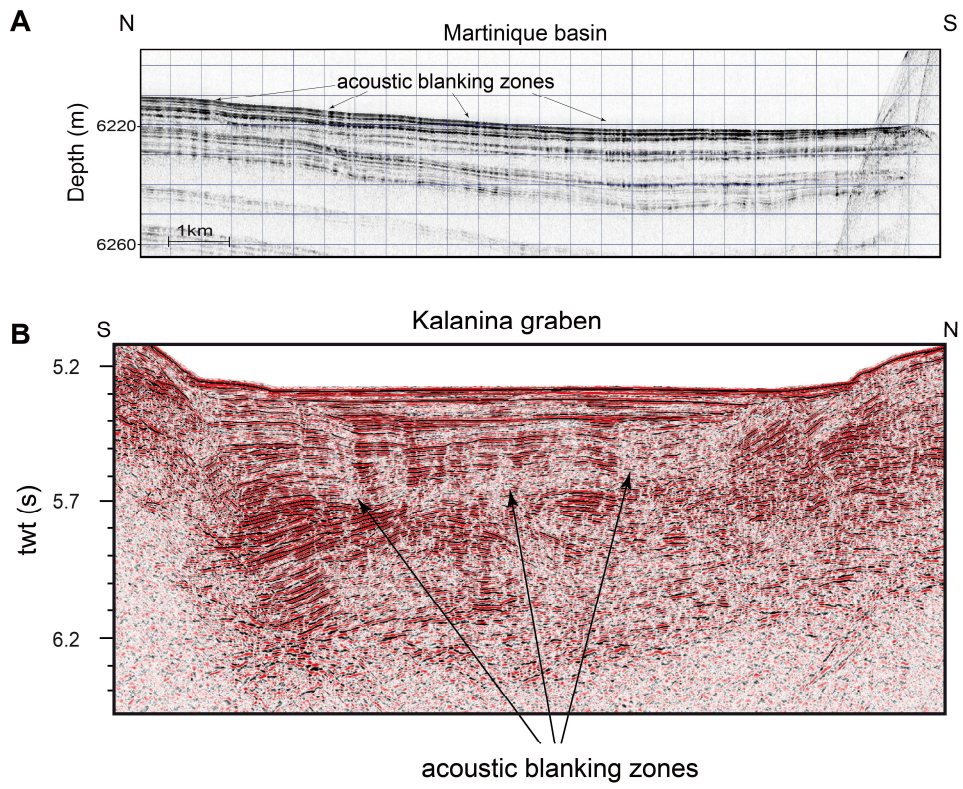 A
N
Martinique basin
S
acoustic blanking zones
Depth (m)
6220
6260
1km
B
S
Kalanina graben
N
5.2
5.7
6.2
twt (s)
acoustic blanking zones